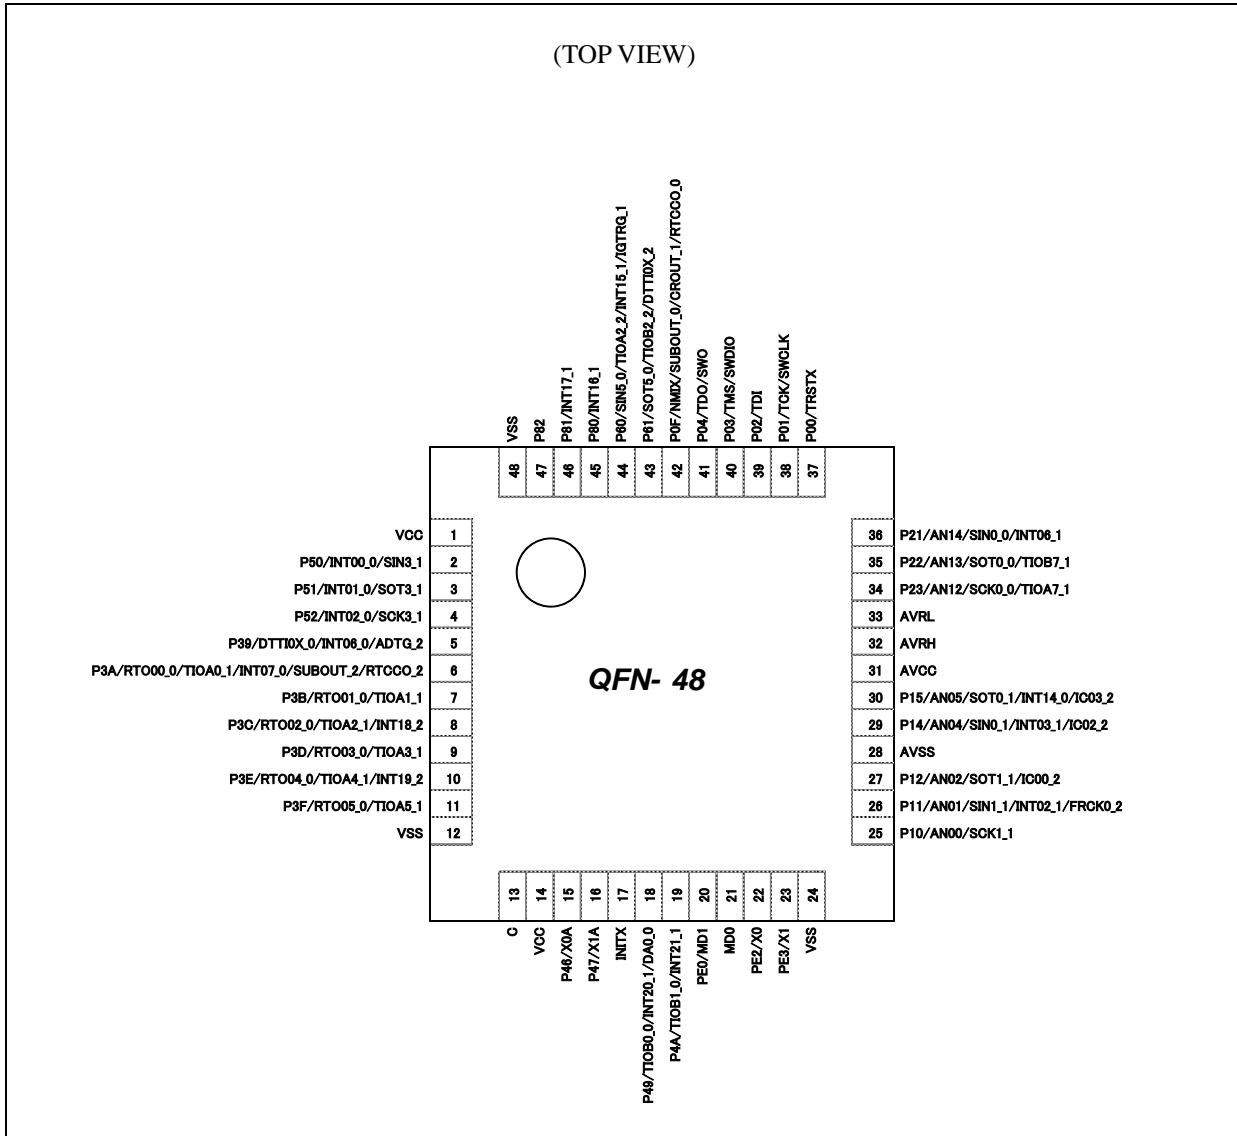 (TOP VIEW)
VSS
P82
P81/INT17_1
P80/INT16_1
P60/SIN5_0/TIOA2_2/INT15_1/IGTRG_1
P61/SOT5_0/TIOB2_2/DTTI0X_2
P0F/NMIX/SUBOUT_0/CROUT_1/RTCCO_0
P04/TDO/SWO
P03/TMS/SWDIO
P02/TDI
P01/TCK/SWCLK
P00/TRSTX
48 47 46 45 44 43 42 41 40 39 38 37
VCC 1
P50/INT00_0/SIN3_1 2
P51/INT01_0/SOT3_1 3
P52/INT02_0/SCK3_1 4
P39/DTTI0X_0/INT06_0/ADTG_2 5
P3A/RTO00_0/TIOA0_1/INT07_0/SUBOUT_2/RTCCO_2 6
P3B/RTO01_0/TIOA1_1 7
P3C/RTO02_0/TIOA2_1/INT18_2 8
P3D/RTO03_0/TIOA3_1 9
P3E/RTO04_0/TIOA4_1/INT19_2 10
P3F/RTO05_0/TIOA5_1 11
VSS 12
QFN- 48
36 P21/AN14/SIN0_0/INT06_1
35 P22/AN13/SOT0_0/TIOB7_1
34 P23/AN12/SCK0_0/TIOA7_1
33 AVRL
32 AVRH
31 AVCC
30 P15/AN05/SOT0_1/INT14_0/IC03_2
29 P14/AN04/SIN0_1/INT03_1/IC02_2
28 AVSS
27 P12/AN02/SOT1_1/IC00_2
26 P11/AN01/SIN1_1/INT02_1/FRCK0_2
25 P10/AN00/SCK1_1
13 14 15 16 17 18 19 20 21 22 23 24
C
VCC
P46/X0A
P47/X1A
INITX
P49/TIOB0_0/INT20_1/DA0_0
P4A/TIOB1_0/INT21_1
PE0/MD1
MD0
PE2/X0
PE3/X1
VSS